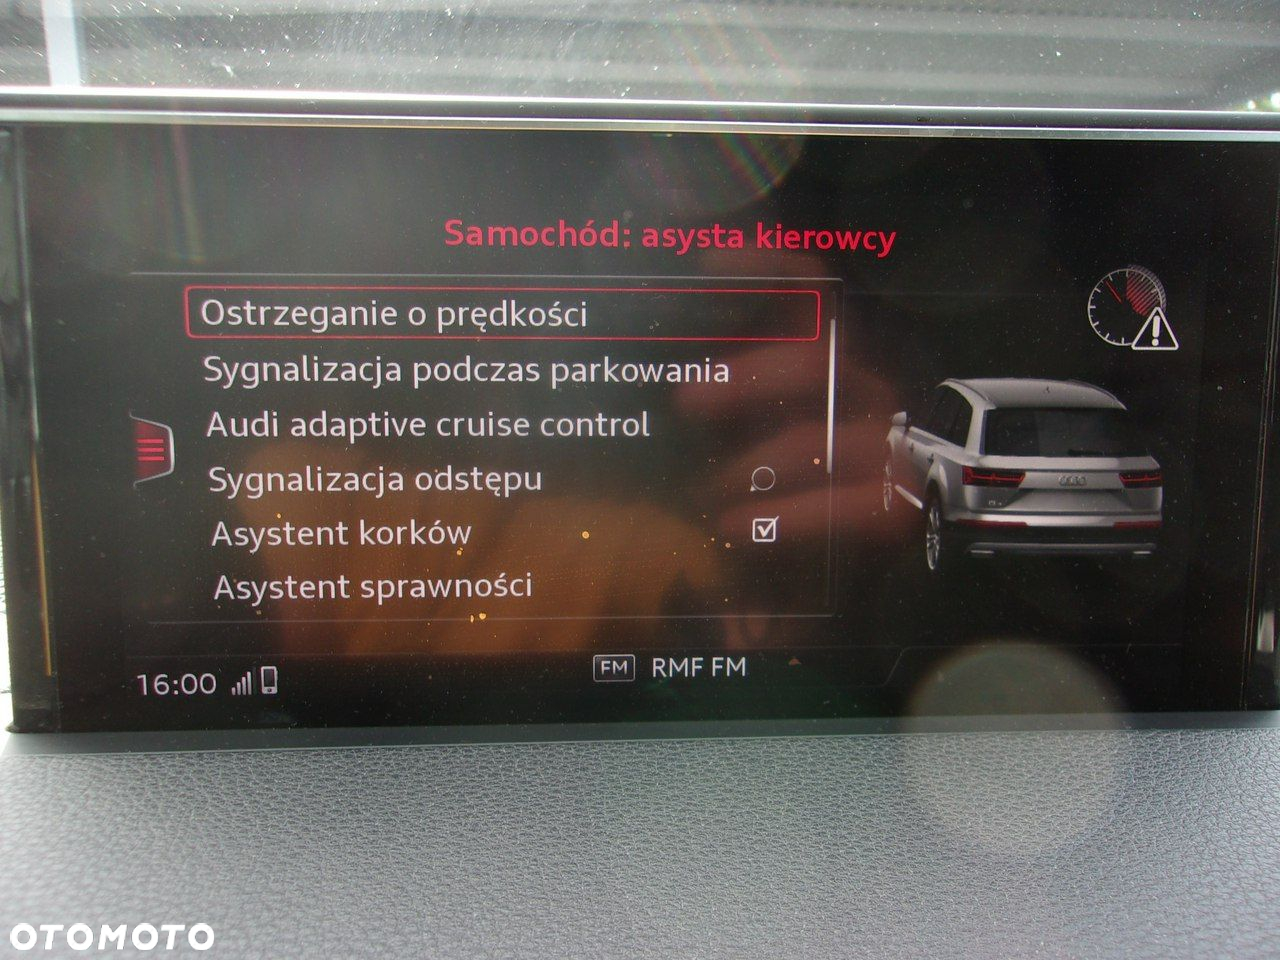 Samochód: asysta kierowcy
Ostrzeganie o prędkości
Sygnalizacja podczas parkowania
Audi adaptive cruise control
Sygnalizacja odstępu
Asystent korków
Asystent sprawności
16:00
FM RMF FM
OTOMOTO